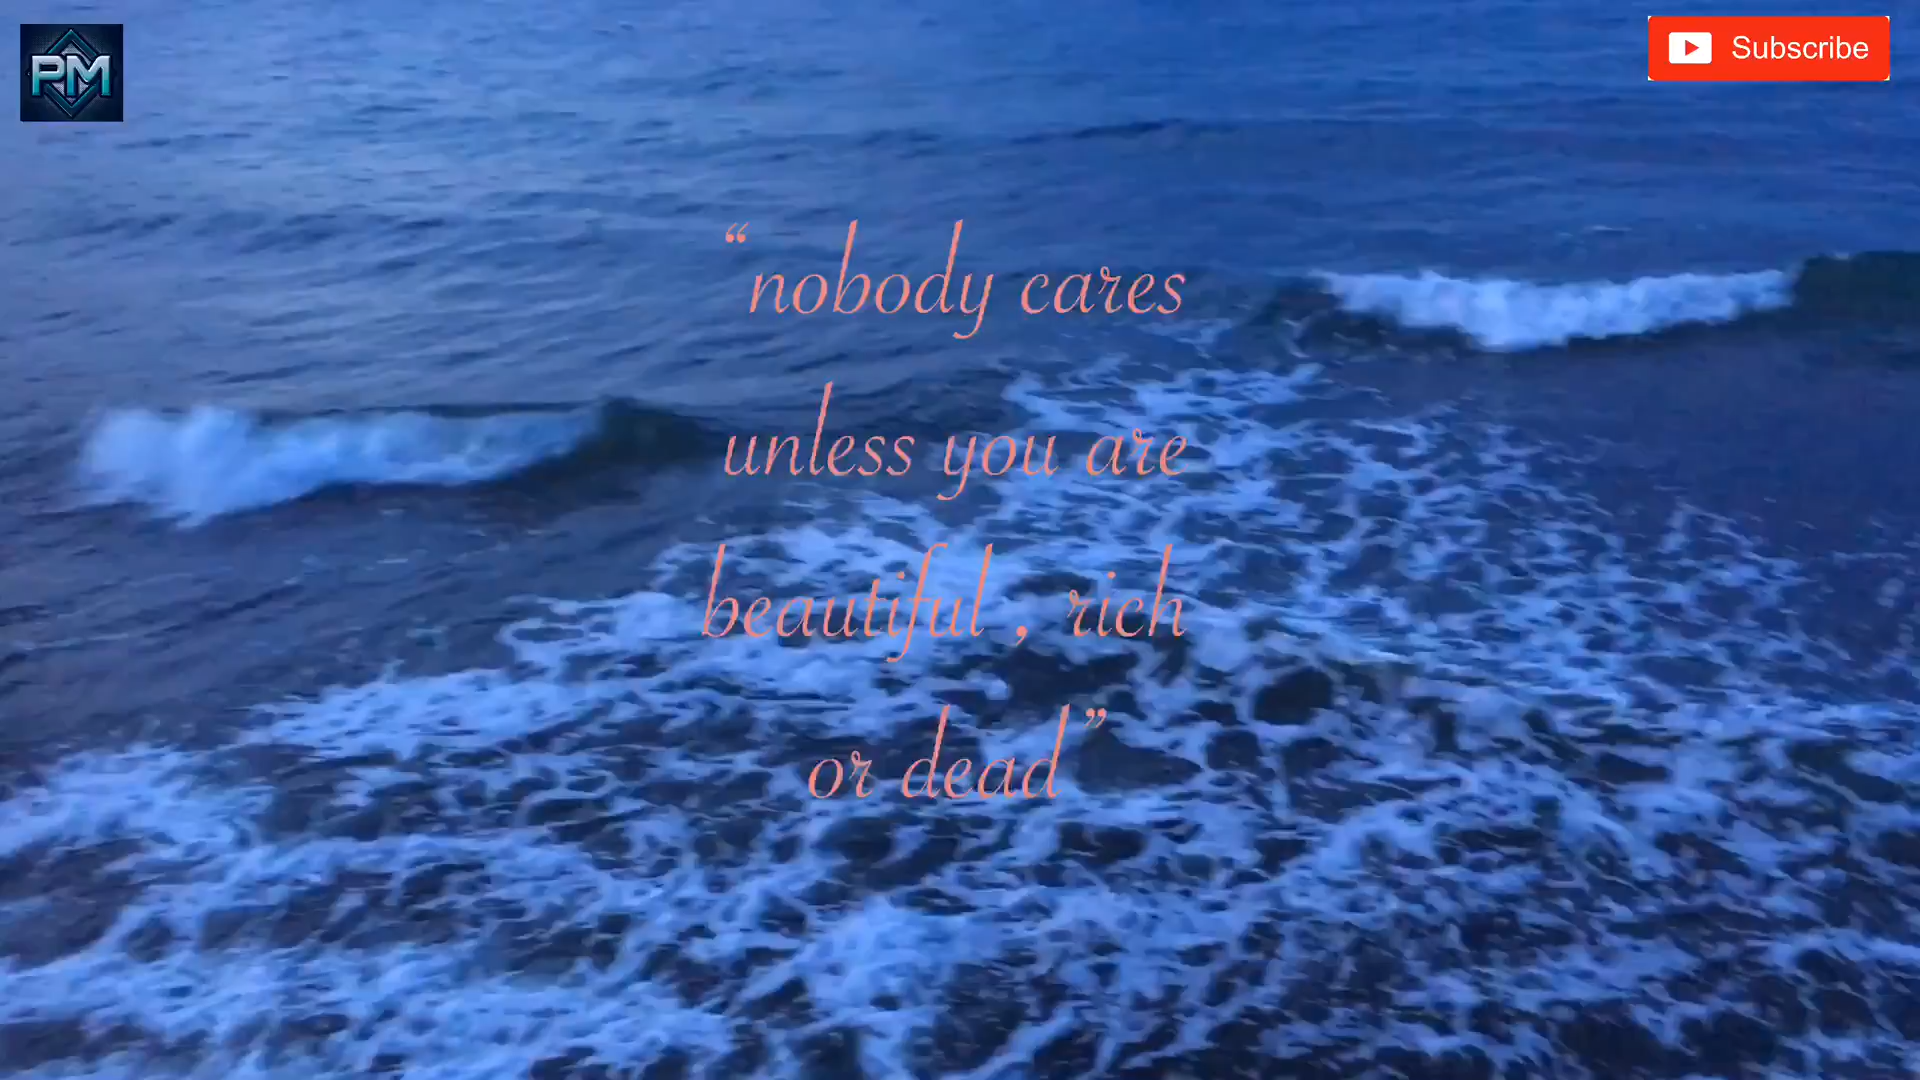 PM
Subscribe
“nobody cares
unless you are
beautiful , rich
or dead”